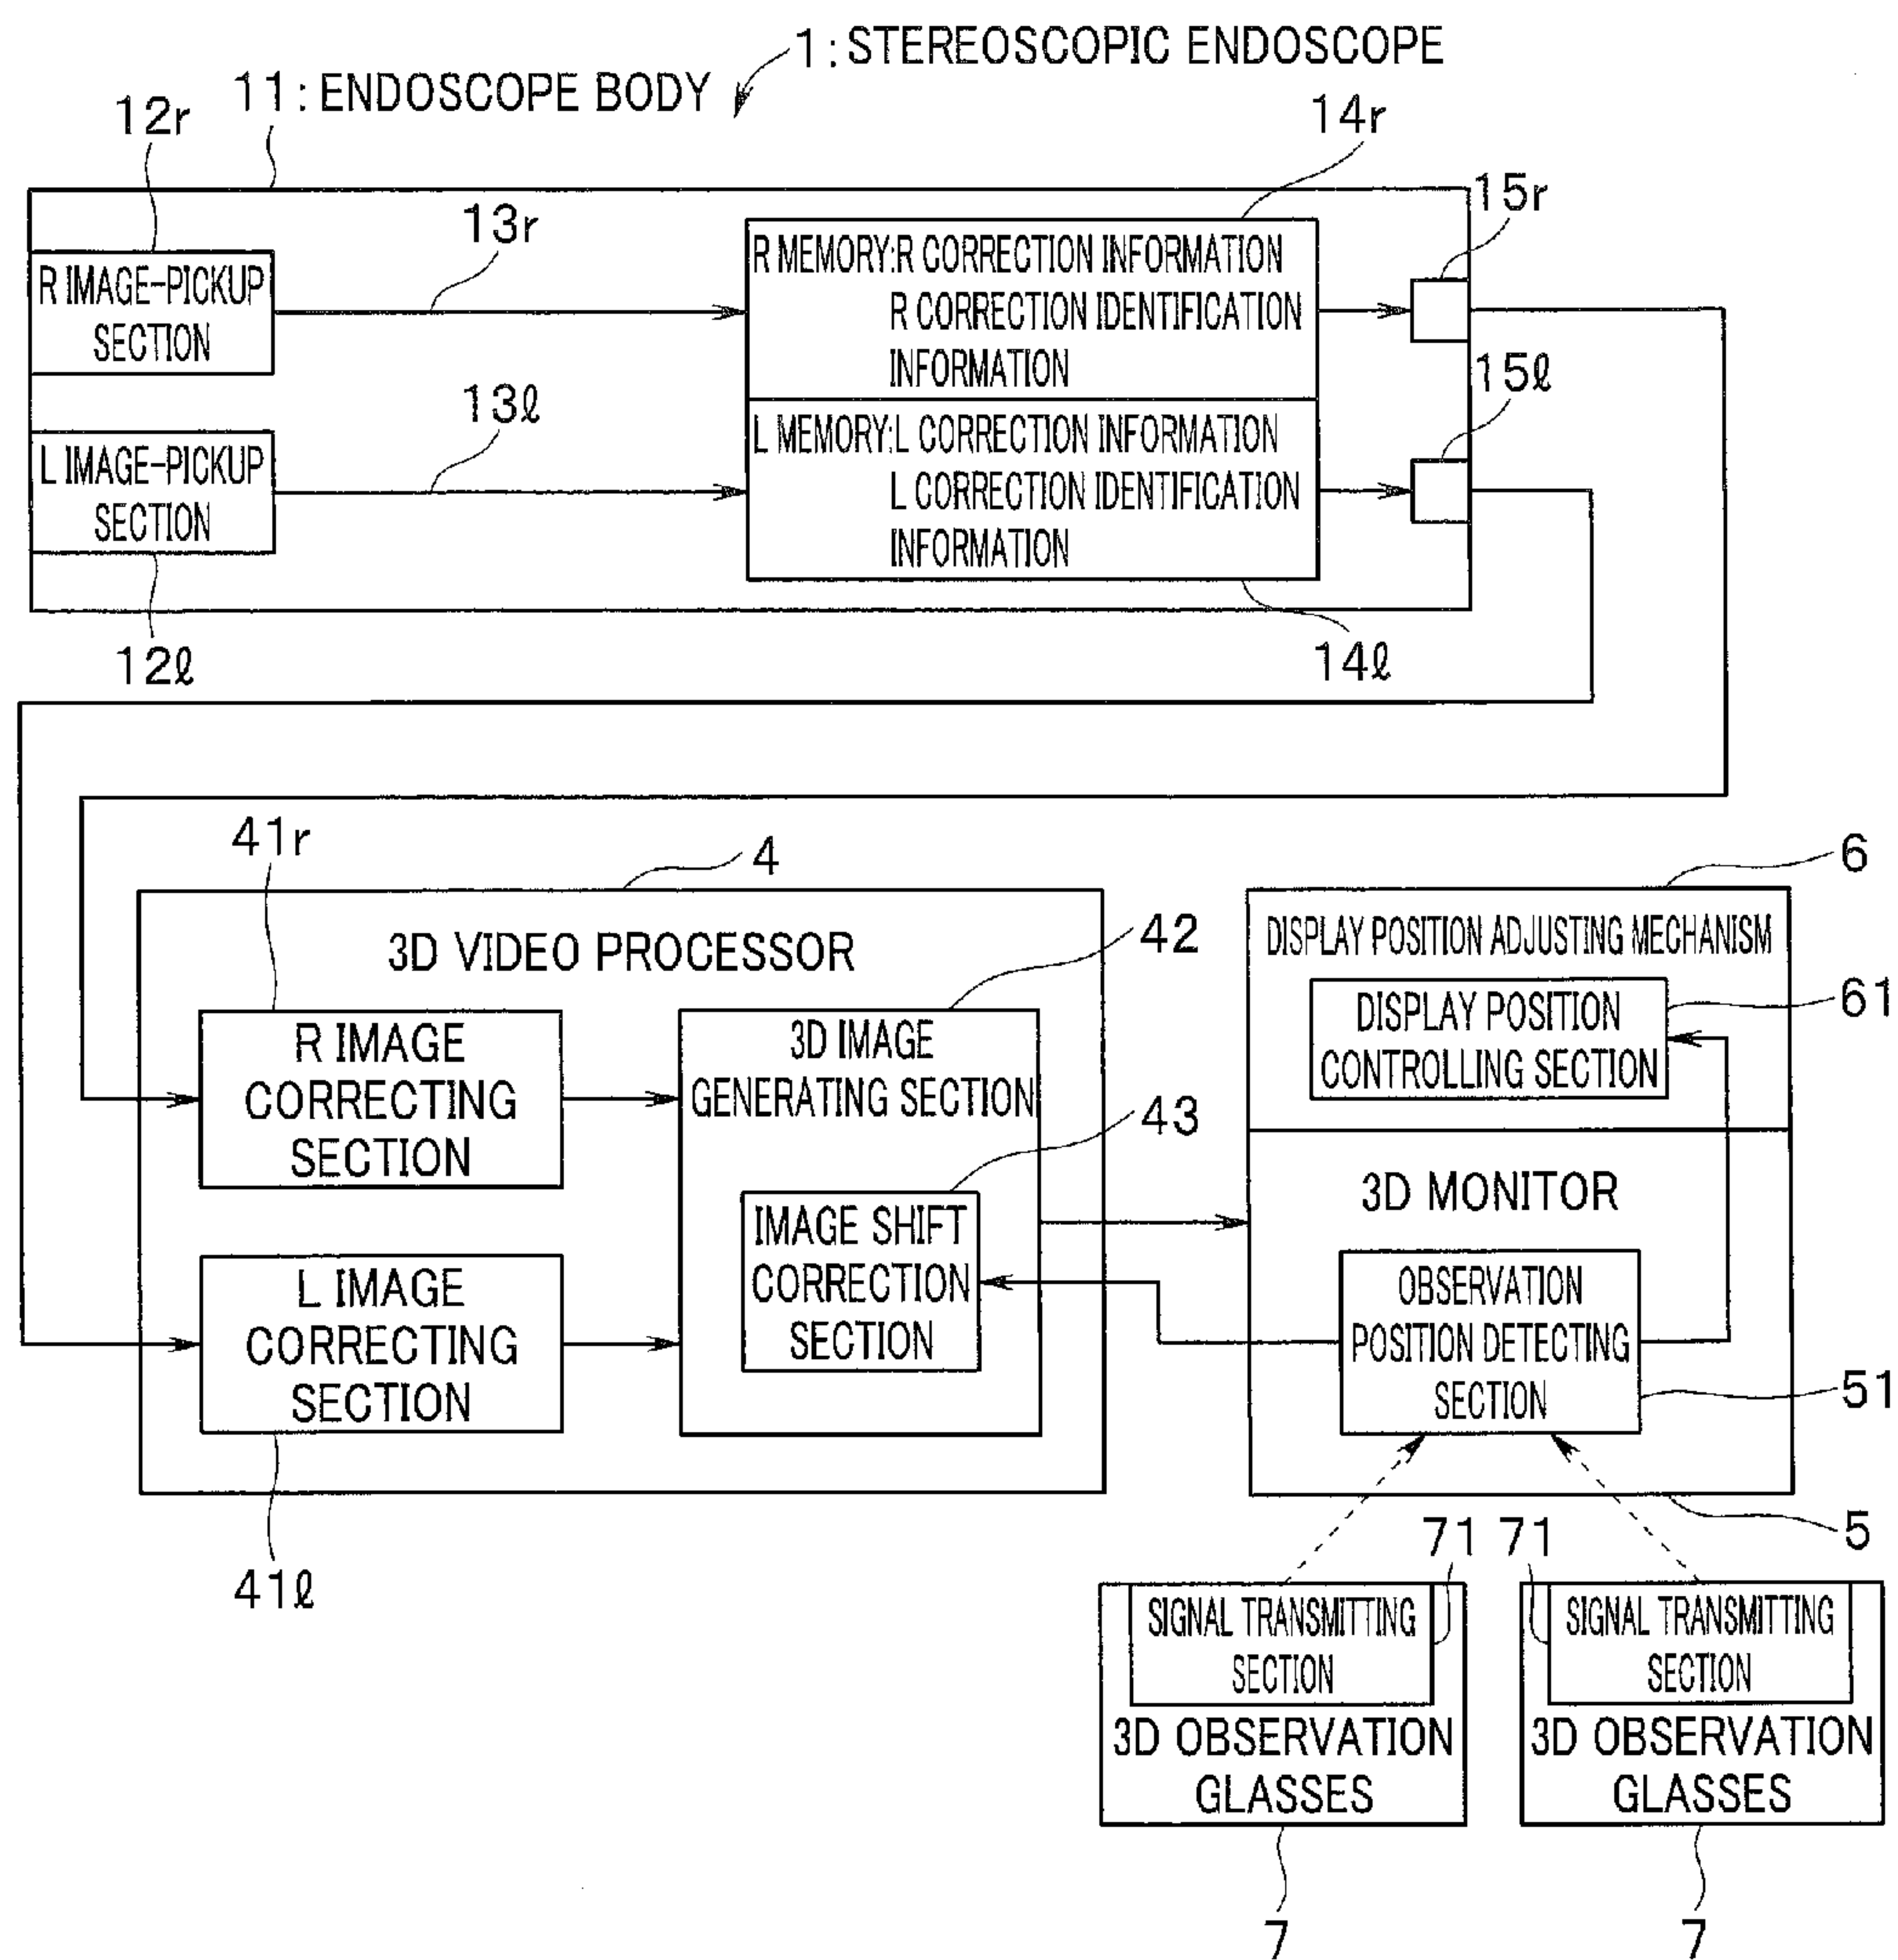 1: STEREOSCOPIC ENDOSCOPE
11: ENDOSCOPE BODY
12r
14r
13r
15r
R IMAGE-PICKUP
SECTION
R MEMORY:R CORRECTION INFORMATION
R CORRECTION IDENTIFICATION
INFORMATION
13ℓ
15ℓ
L IMAGE-PICKUP
SECTION
L MEMORY:L CORRECTION INFORMATION
L CORRECTION IDENTIFICATION
INFORMATION
12ℓ
14ℓ
41r
4
6
3D VIDEO PROCESSOR
42
DISPLAY POSITION ADJUSTING MECHANISM
61
DISPLAY POSITION
CONTROLLING SECTION
R IMAGE
CORRECTING
SECTION
3D IMAGE
GENERATING SECTION
43
3D MONITOR
IMAGE SHIFT
CORRECTION
SECTION
L IMAGE
CORRECTING
SECTION
OBSERVATION
POSITION DETECTING
SECTION
51
41ℓ
5
71
71
SIGNAL TRANSMITTING
SECTION
3D OBSERVATION
GLASSES
SIGNAL TRANSMITTING
SECTION
3D OBSERVATION
GLASSES
7
7